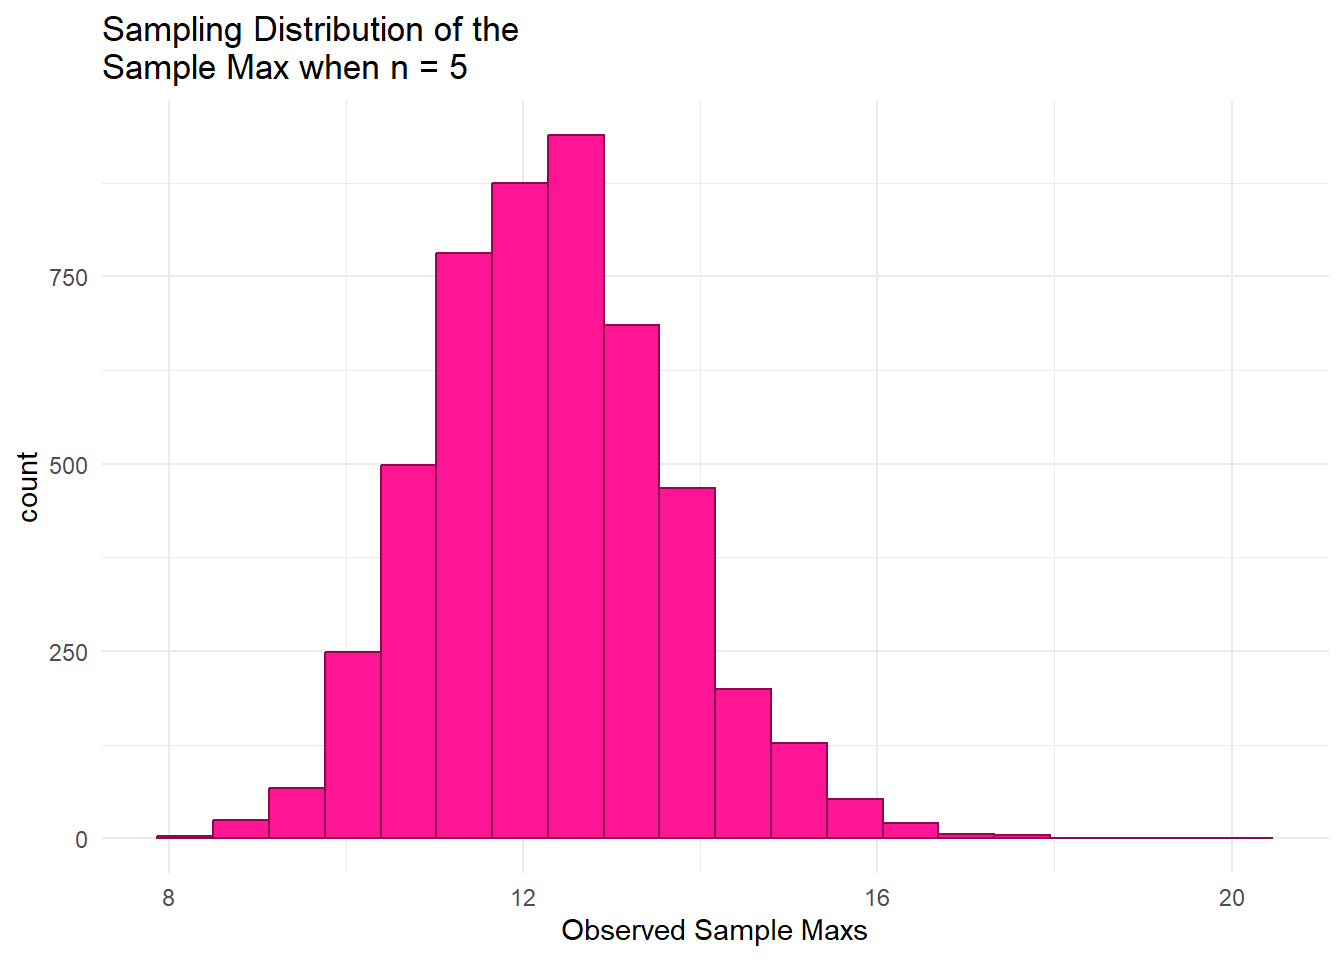 Sampling Distribution of the
Sample Max when n = 5
count
750
500
250
0
8
12
16
20
Observed Sample Maxs